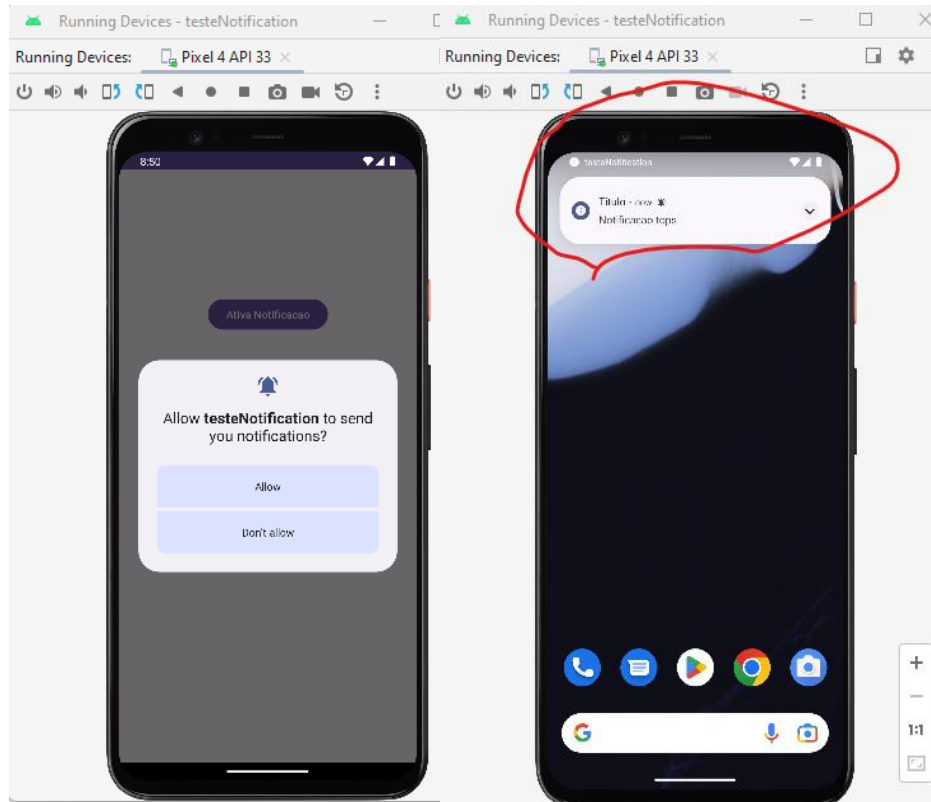 Running Devices - testeNotification
Running Devices: Pixel 4 API 33
8:50
Ativa Notificacao
Allow testeNotification to send
you notifications?
Allow
Don't allow
Running Devices - testeNotification
Running Devices: Pixel 4 API 33
testeNotification
Titulo · now
Notificacao tops
G
1:1